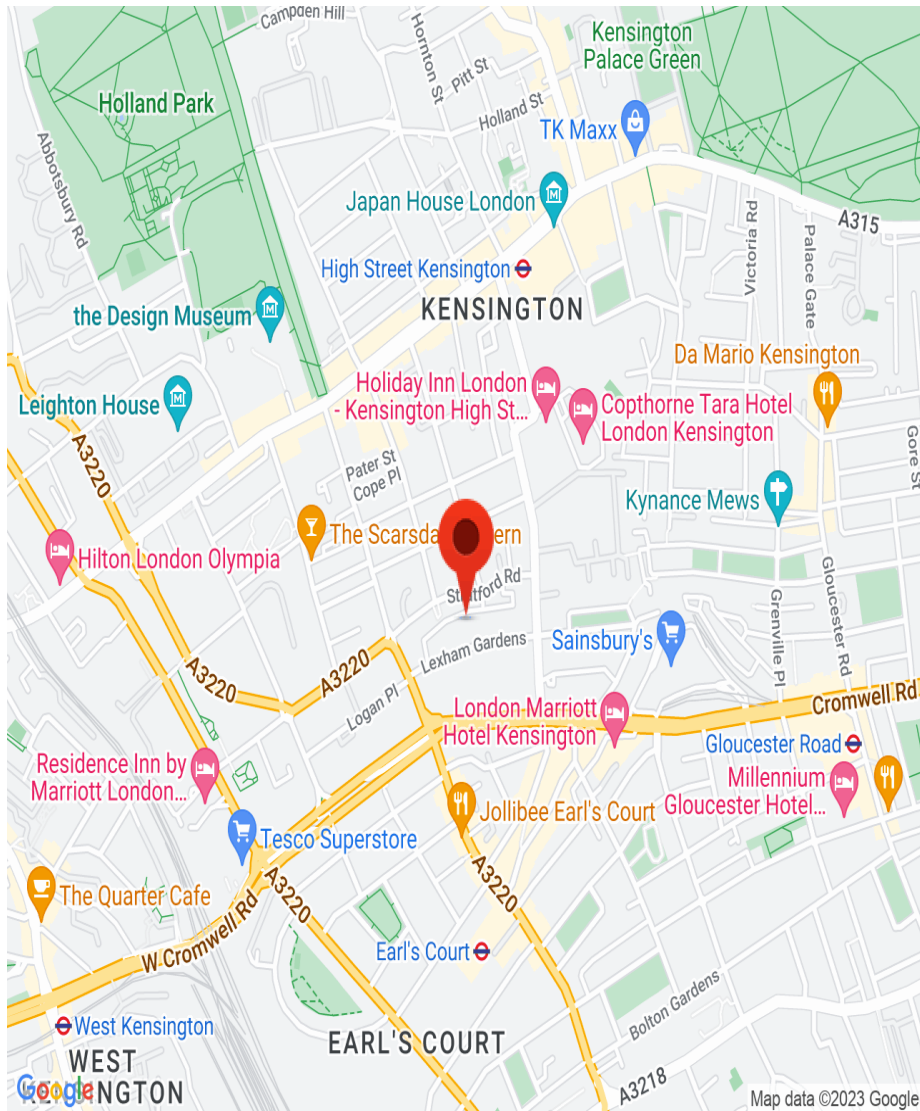 Campden Hill
Hornton St
Pitt St
Kensington
Palace Green
Holland Park
Holland St
TK Maxx
Abbotsbury Rd
Japan House London
Victoria Rd
Palace Gate
A315
High Street Kensington
KENSINGTON
the Design Museum
Da Mario Kensington
Holiday Inn London
- Kensington High St...
Copthorne Tara Hotel
London Kensington
Leighton House
Gore St
A3220
Pater St
Cope Pl
Kynance Mews
The Scarsda
ern
Hilton London Olympia
Gloucester Rd
Grenville Pl
Lexham Gardens
Sainsbury's
A3220
A3220
Logan Pl
London Marriott
Hotel Kensington
Cromwell Rd
Gloucester Road
Residence Inn by
Marriott London...
Millennium
Gloucester Hotel...
Jollibee Earl's Court
Tesco Superstore
A3220
A3220
The Quarter Cafe
W Cromwell Rd
Earl's Court
Bolton Gardens
West Kensington
EARL'S COURT
WEST
NGTON
Google
A3218
Map data ©2023 Google